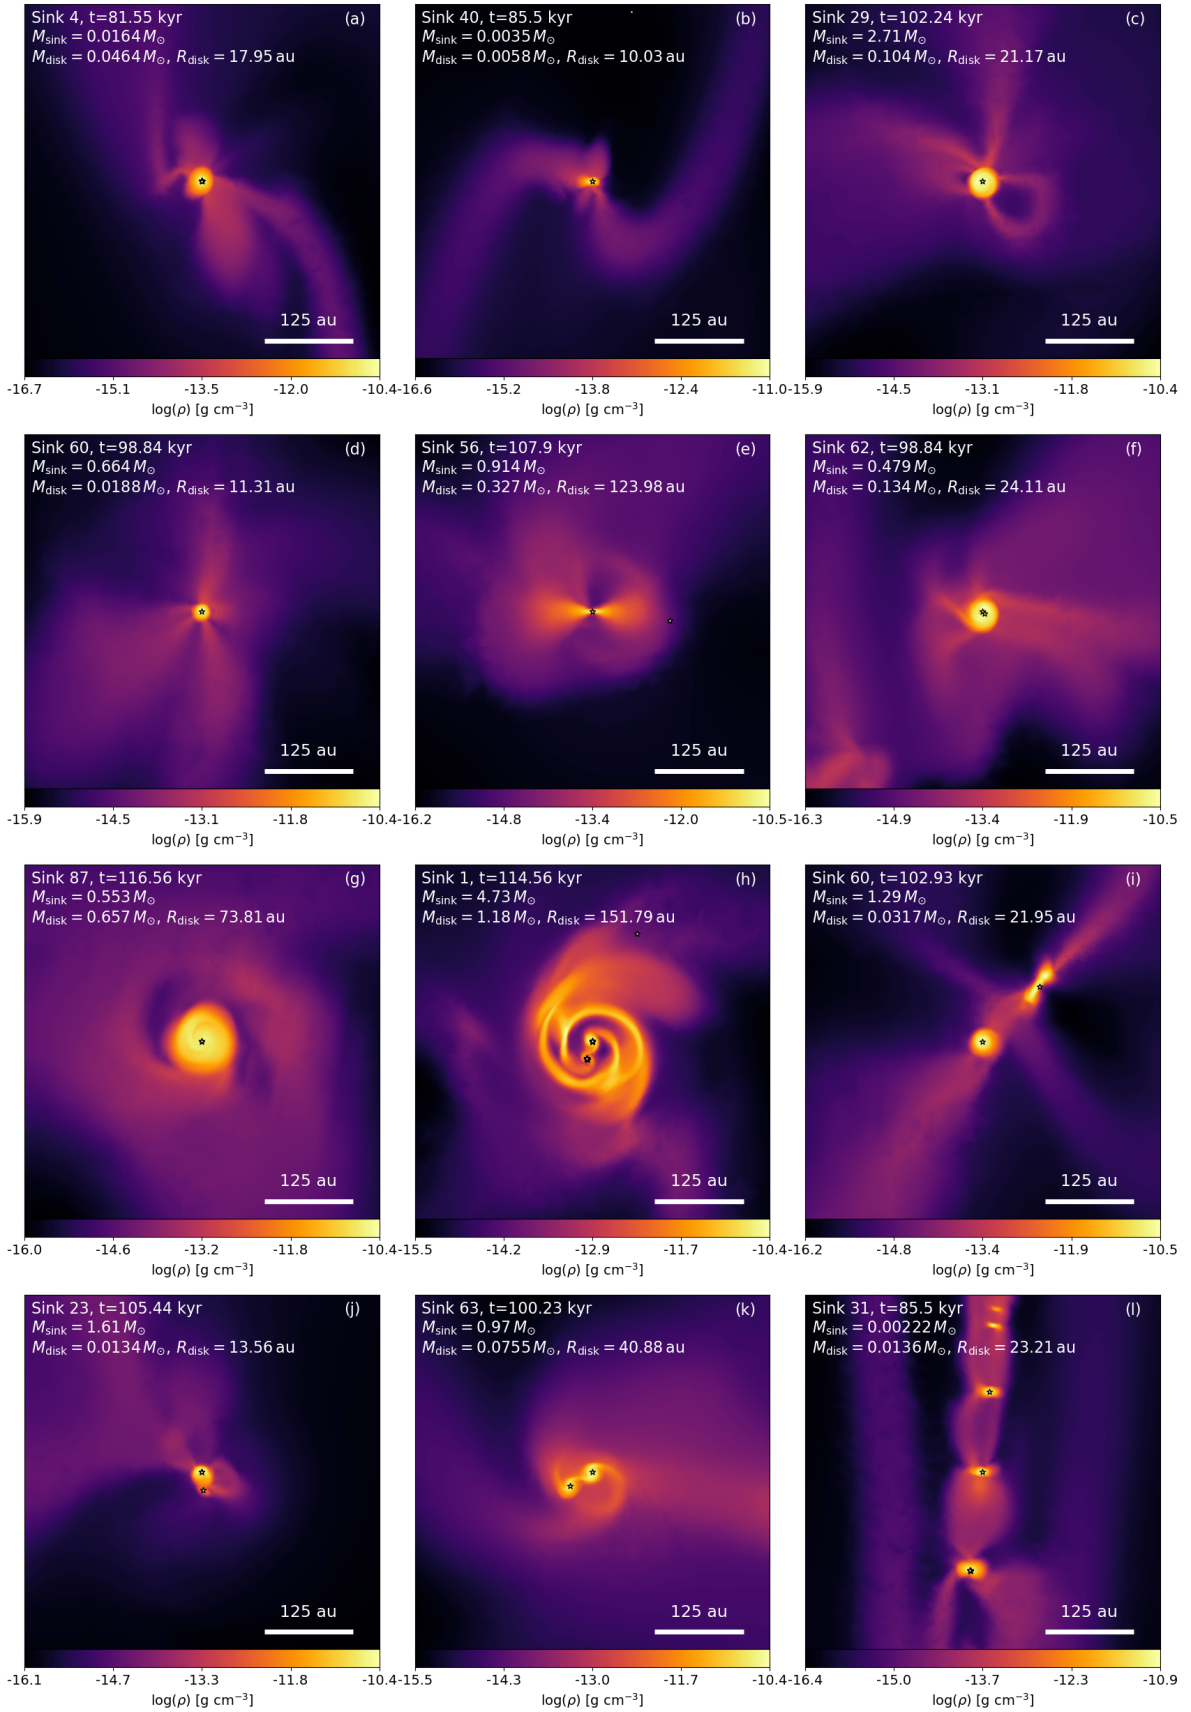 Sink 4, t=81.55 kyr (a)
M_sink = 0.0164 M_⊙
M_disk = 0.0464 M_⊙, R_disk = 17.95 au
125 au
-16.7 -15.1 -13.5 -12.0 -10.4
log(ρ) [g cm⁻³]
Sink 40, t=85.5 kyr (b)
M_sink = 0.0035 M_⊙
M_disk = 0.0058 M_⊙, R_disk = 10.03 au
125 au
-16.6 -15.2 -13.8 -12.4 -11.0
log(ρ) [g cm⁻³]
Sink 29, t=102.24 kyr (c)
M_sink = 2.71 M_⊙
M_disk = 0.104 M_⊙, R_disk = 21.17 au
125 au
-15.9 -14.5 -13.1 -11.8 -10.4
log(ρ) [g cm⁻³]
Sink 60, t=98.84 kyr (d)
M_sink = 0.664 M_⊙
M_disk = 0.0188 M_⊙, R_disk = 11.31 au
125 au
-15.9 -14.5 -13.1 -11.8 -10.4
log(ρ) [g cm⁻³]
Sink 56, t=107.9 kyr (e)
M_sink = 0.914 M_⊙
M_disk = 0.327 M_⊙, R_disk = 123.98 au
125 au
-16.2 -14.8 -13.4 -12.0 -10.5
log(ρ) [g cm⁻³]
Sink 62, t=98.84 kyr (f)
M_sink = 0.479 M_⊙
M_disk = 0.134 M_⊙, R_disk = 24.11 au
125 au
-16.3 -14.9 -13.4 -11.9 -10.5
log(ρ) [g cm⁻³]
Sink 87, t=116.56 kyr (g)
M_sink = 0.553 M_⊙
M_disk = 0.657 M_⊙, R_disk = 73.81 au
125 au
-16.0 -14.6 -13.2 -11.8 -10.4
log(ρ) [g cm⁻³]
Sink 1, t=114.56 kyr (h)
M_sink = 4.73 M_⊙
M_disk = 1.18 M_⊙, R_disk = 151.79 au
125 au
-15.5 -14.2 -12.9 -11.7 -10.4
log(ρ) [g cm⁻³]
Sink 60, t=102.93 kyr (i)
M_sink = 1.29 M_⊙
M_disk = 0.0317 M_⊙, R_disk = 21.95 au
125 au
-16.2 -14.8 -13.4 -11.9 -10.5
log(ρ) [g cm⁻³]
Sink 23, t=105.44 kyr (j)
M_sink = 1.61 M_⊙
M_disk = 0.0134 M_⊙, R_disk = 13.56 au
125 au
-16.1 -14.7 -13.2 -11.8 -10.4
log(ρ) [g cm⁻³]
Sink 63, t=100.23 kyr (k)
M_sink = 0.97 M_⊙
M_disk = 0.0755 M_⊙, R_disk = 40.88 au
125 au
-15.5 -14.3 -13.0 -11.7 -10.4
log(ρ) [g cm⁻³]
Sink 31, t=85.5 kyr (l)
M_sink = 0.00222 M_⊙
M_disk = 0.0136 M_⊙, R_disk = 23.21 au
125 au
-16.4 -15.0 -13.7 -12.3 -10.9
log(ρ) [g cm⁻³]